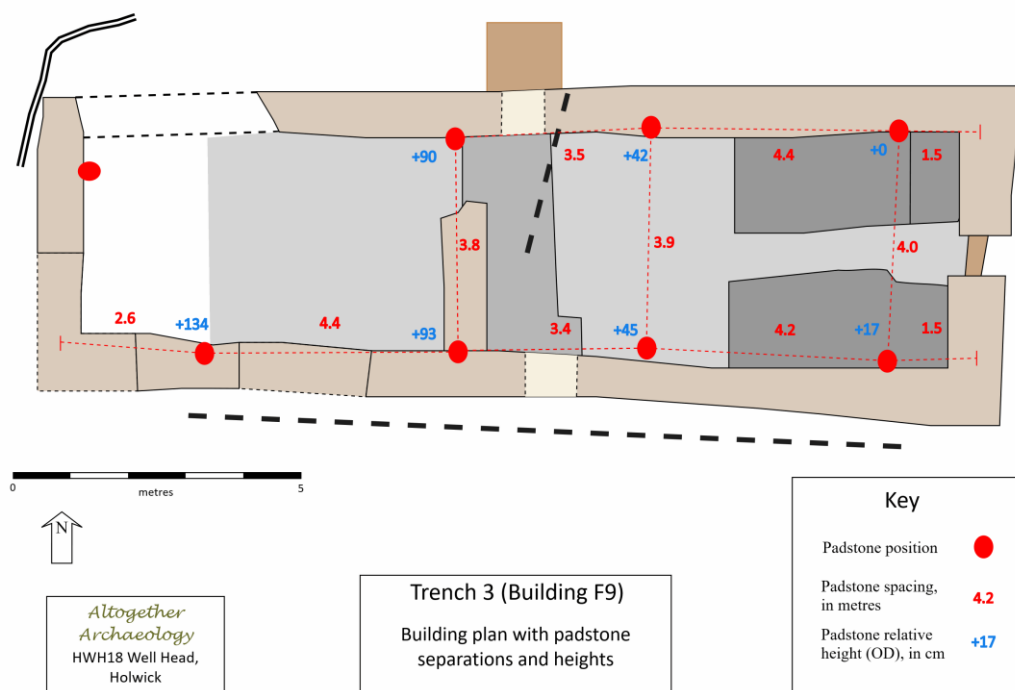 +90
3.5
+42
4.4
+0
1.5
3.8
3.9
4.0
2.6
+134
4.4
+93
3.4
+45
4.2
+17
1.5
0
5
metres
N
Altogether
Archaeology
HWH18 Well Head,
Holwick
Trench 3 (Building F9)
Building plan with padstone
separations and heights
Key
Padstone position
Padstone spacing,
in metres
4.2
Padstone relative
height (OD), in cm
+17